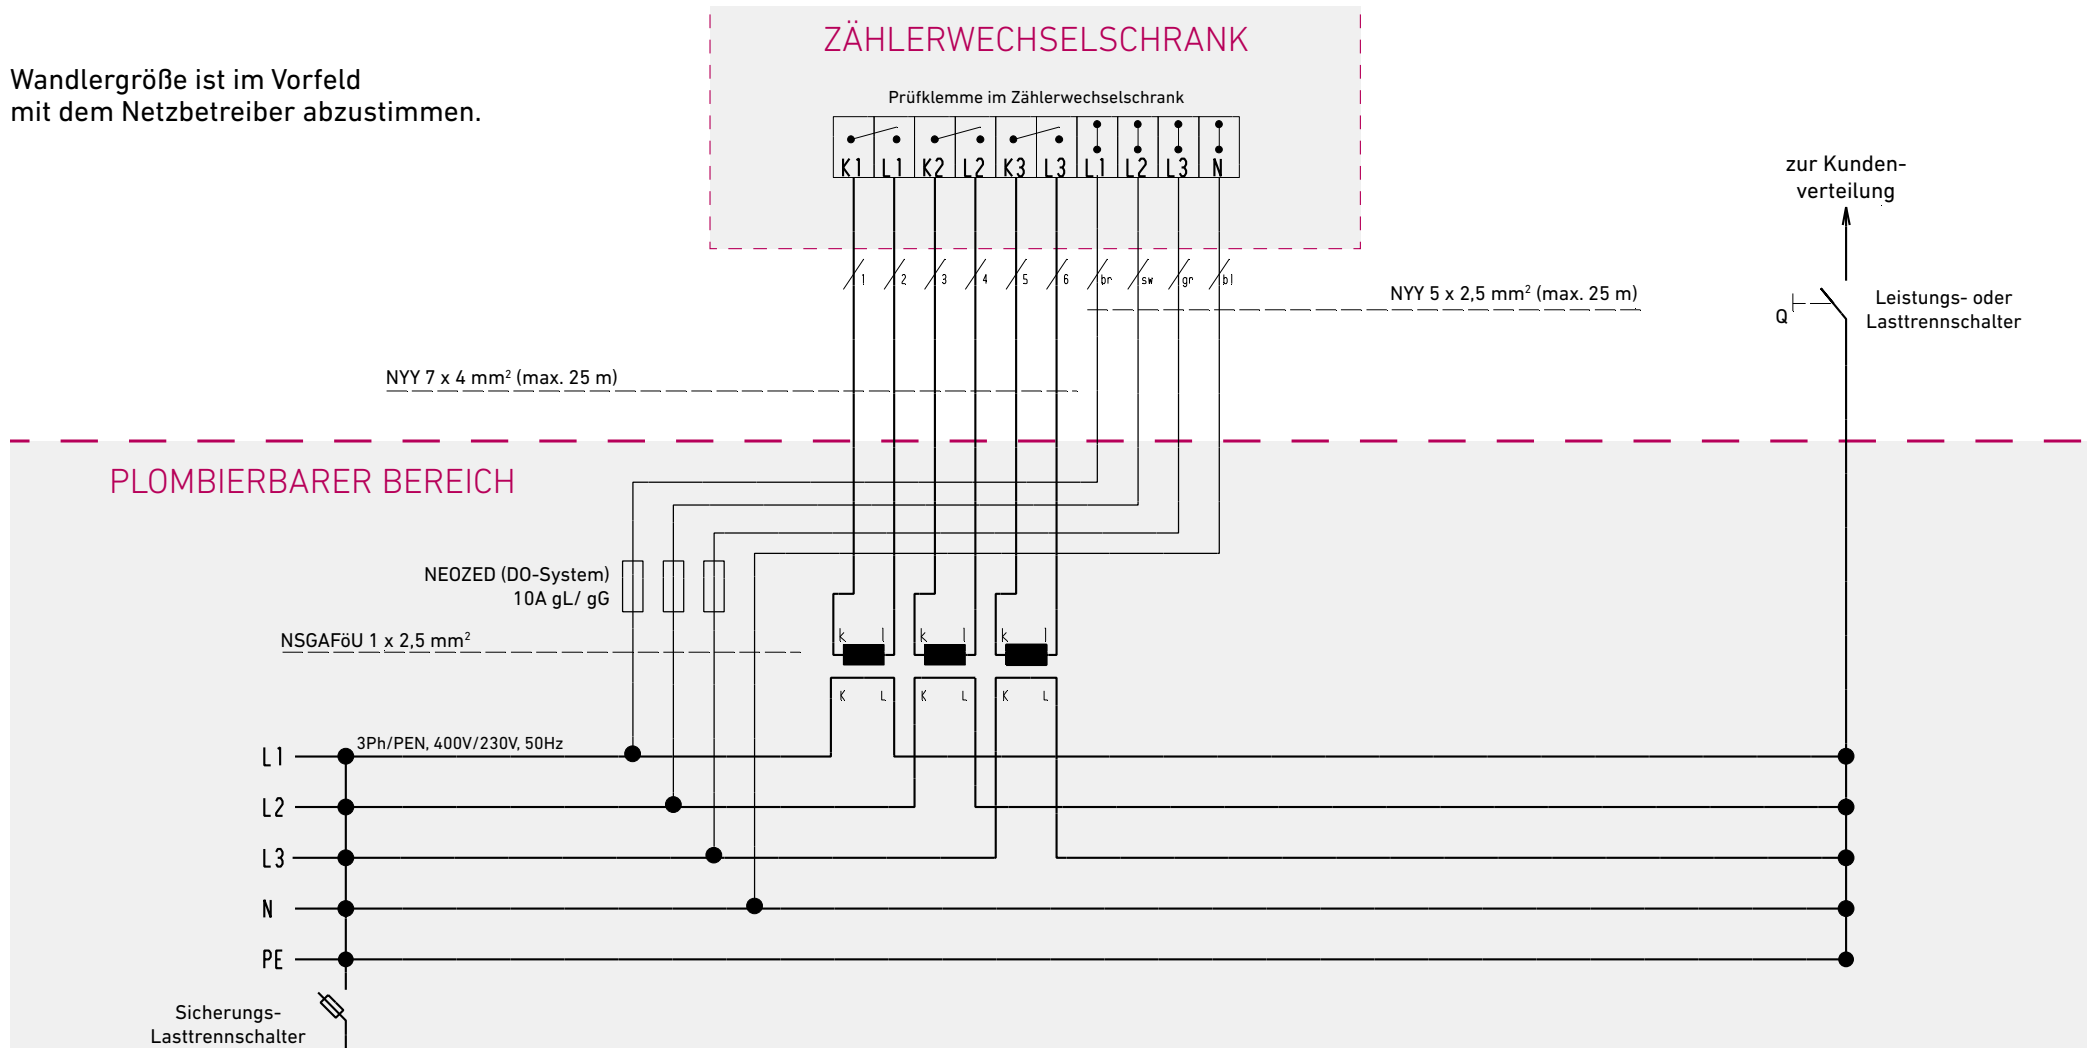 ZÄHLERWECHSELSCHRANK
Wandlergröße ist im Vorfeld
mit dem Netzbetreiber abzustimmen.
Prüfklemme im Zählerwechselschrank
K1 L1 K2 L2 K3 L3 L1 L2 L3 N
zur Kunden-
verteilung
1 2 3 4 5 6 br sw gr bl
NYY 5 x 2,5 mm² (max. 25 m)
Q
Leistungs- oder
Lasttrennschalter
NYY 7 x 4 mm² (max. 25 m)
PLOMBIERBARER BEREICH
NEOZED (DO-System)
10A gL/ gG
NSGAFöU 1 x 2,5 mm²
k l k l k l
K L K L K L
3Ph/PEN, 400V/230V, 50Hz
L1
L2
L3
N
PE
Sicherungs-
Lasttrennschalter